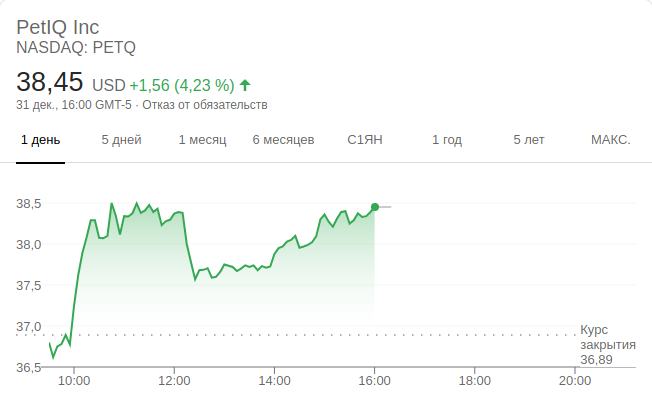 PetIQ Inc
NASDAQ: PETQ
38,45 USD +1,56 (4,23 %)
31 дек., 16:00 GMT-5 · Отказ от обязательств
1 день 5 дней 1 месяц 6 месяцев С1ЯН 1 год 5 лет МАКС.
38,5
38,0
37,5
37,0
Курс
закрытия
36,89
36,5
10:00 12:00 14:00 16:00 18:00 20:00